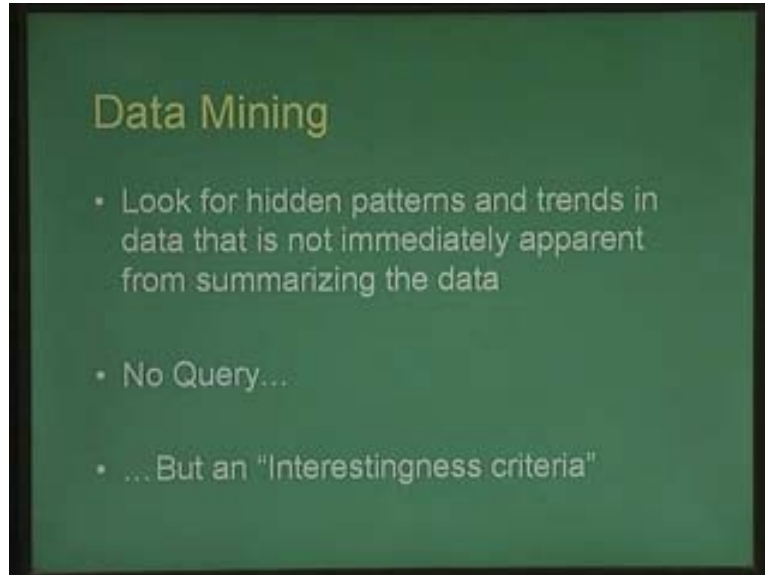 Data Mining
• Look for hidden patterns and trends in
data that is not immediately apparent
from summarizing the data
• No Query...
• ...But an “Interestingness criteria”